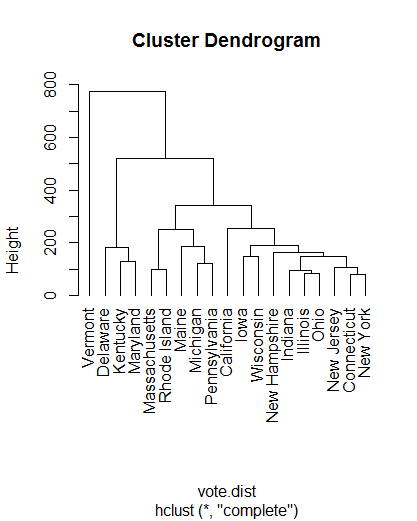 Cluster Dendrogram
Height
0
200
400
600
800
Vermont
Delaware
Kentucky
Maryland
Massachusetts
Rhode Island
Maine
Michigan
Pennsylvania
California
Iowa
Wisconsin
New Hampshire
Indiana
Illinois
Ohio
New Jersey
Connecticut
New York
vote.dist
hclust (*, "complete")